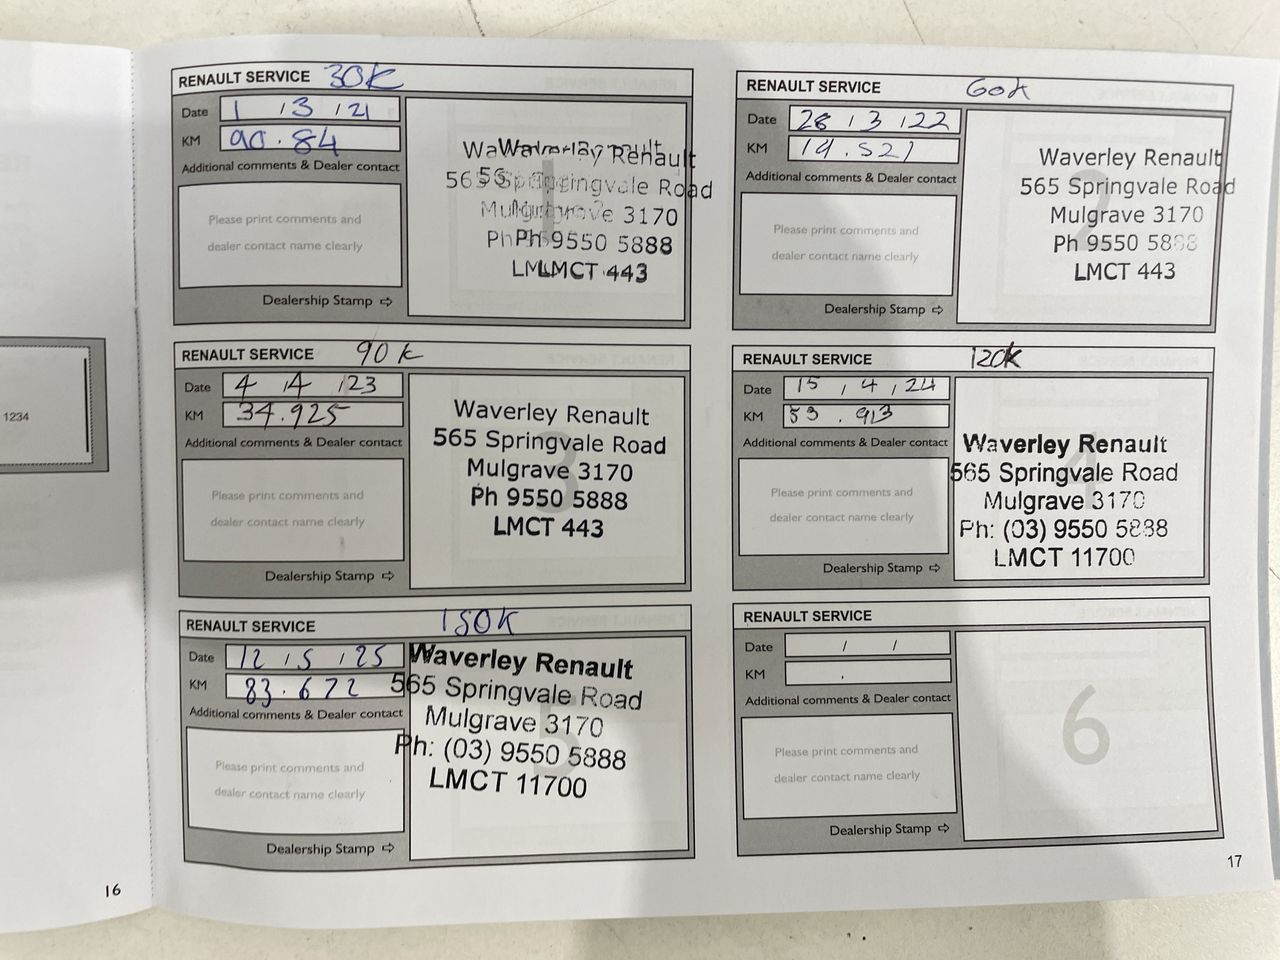 1234
16
RENAULT SERVICE 30K
Date 1 / 3 / 21
KM 90.84
Additional comments & Dealer contact
Please print comments and
dealer contact name clearly
Dealership Stamp ⇨
Waverley Renault
565 Springvale Road
Mulgrave 3170
Ph 9550 5888
LMCT 443
RENAULT SERVICE 60K
Date 28 / 3 / 22
KM 19.521
Additional comments & Dealer contact
Please print comments and
dealer contact name clearly
Dealership Stamp ⇨
2
Waverley Renault
565 Springvale Road
Mulgrave 3170
Ph 9550 5888
LMCT 443
RENAULT SERVICE 90K
Date 4 / 4 / 23
KM 34.925
Additional comments & Dealer contact
Please print comments and
dealer contact name clearly
Dealership Stamp ⇨
3
Waverley Renault
565 Springvale Road
Mulgrave 3170
Ph 9550 5888
LMCT 443
RENAULT SERVICE 120K
Date 15 / 4 / 24
KM 53.913
Additional comments & Dealer contact
Please print comments and
dealer contact name clearly
Dealership Stamp ⇨
4
Waverley Renault
565 Springvale Road
Mulgrave 3170
Ph: (03) 9550 5888
LMCT 11700
RENAULT SERVICE 150K
Date 12 / 5 / 25
KM 83.672
Additional comments & Dealer contact
Please print comments and
dealer contact name clearly
Dealership Stamp ⇨
5
Waverley Renault
565 Springvale Road
Mulgrave 3170
Ph: (03) 9550 5888
LMCT 11700
RENAULT SERVICE
Date / /
KM .
Additional comments & Dealer contact
Please print comments and
dealer contact name clearly
Dealership Stamp ⇨
6
17